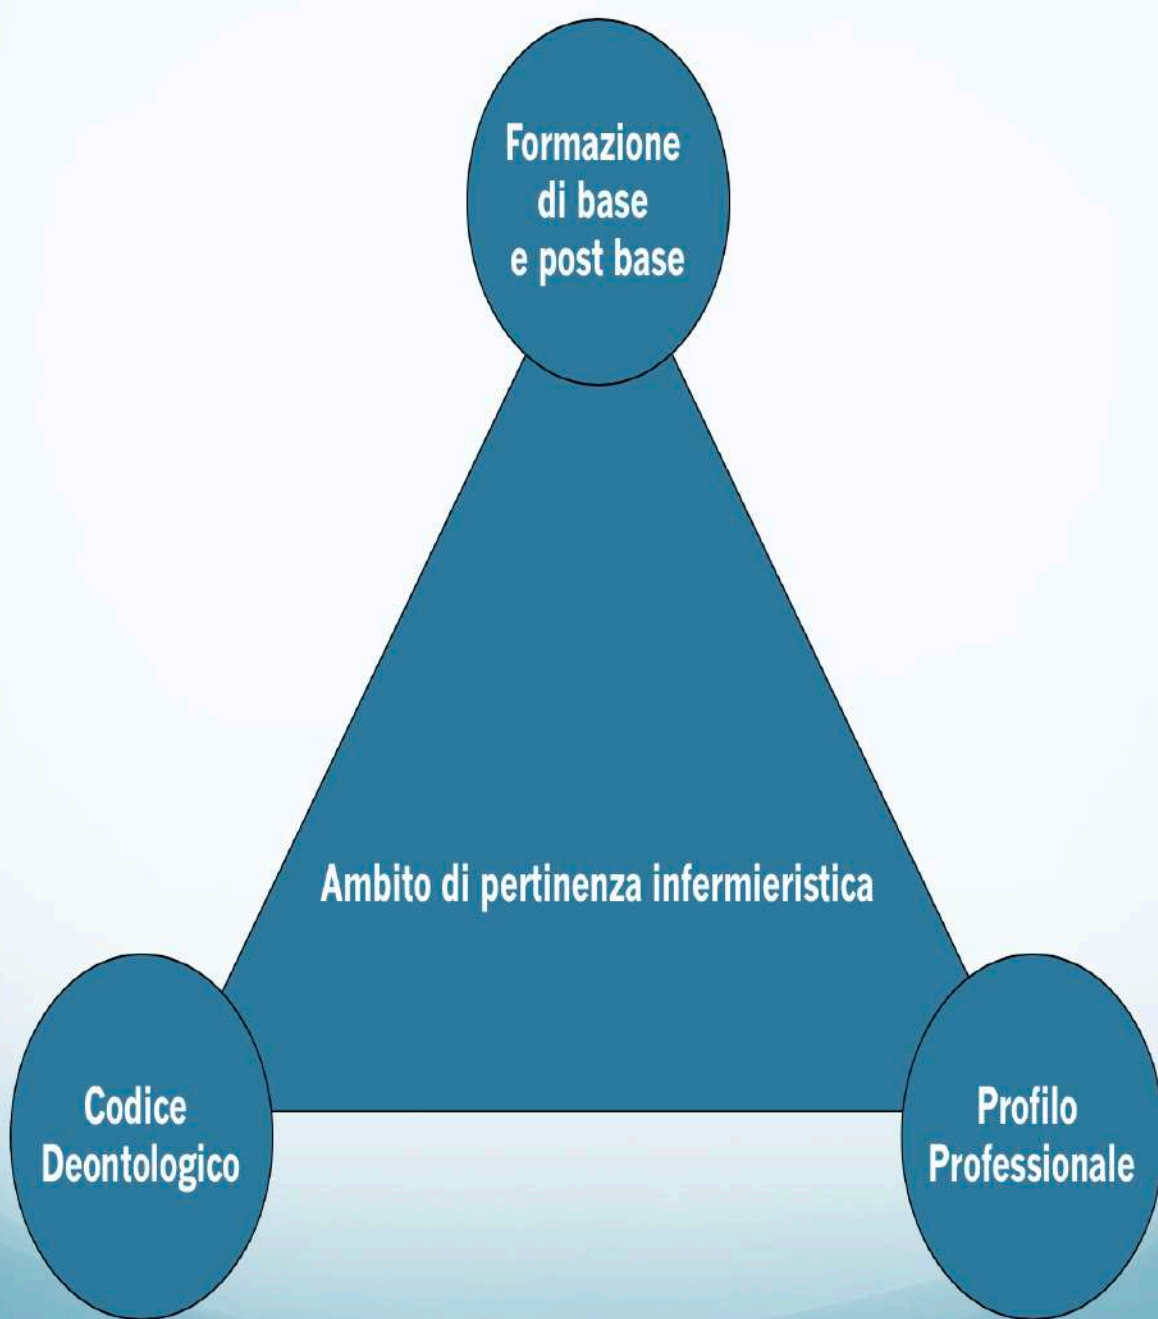 Formazione
di base
e post base
Ambito di pertinenza infermieristica
Codice
Deontologico
Profilo
Professionale